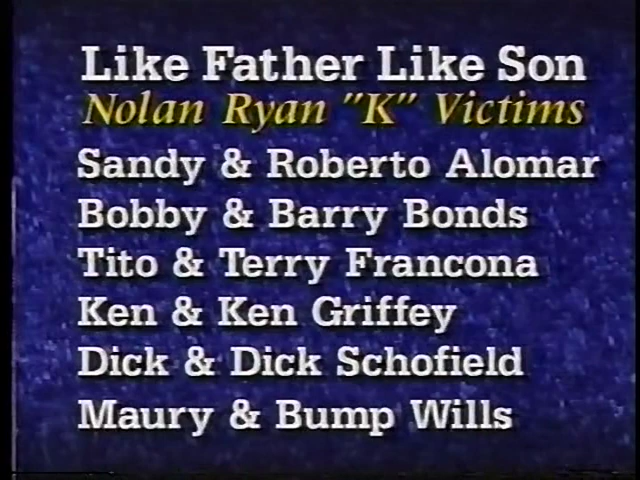 Like Father Like Son
Nolan Ryan "K" Victims
Sandy & Roberto Alomar
Bobby & Barry Bonds
Tito & Terry Francona
Ken & Ken Griffey
Dick & Dick Schofield
Maury & Bump Wills